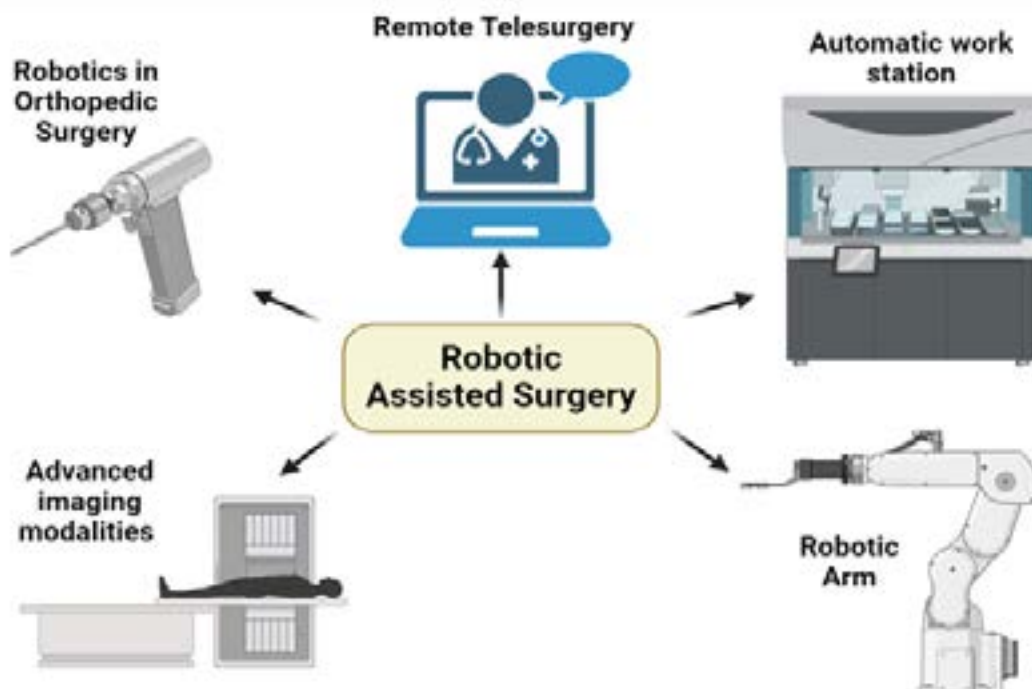 Remote Telesurgery
Automatic work
station
Robotics in
Orthopedic
Surgery
Robotic
Assisted Surgery
Advanced
imaging
modalities
Robotic
Arm